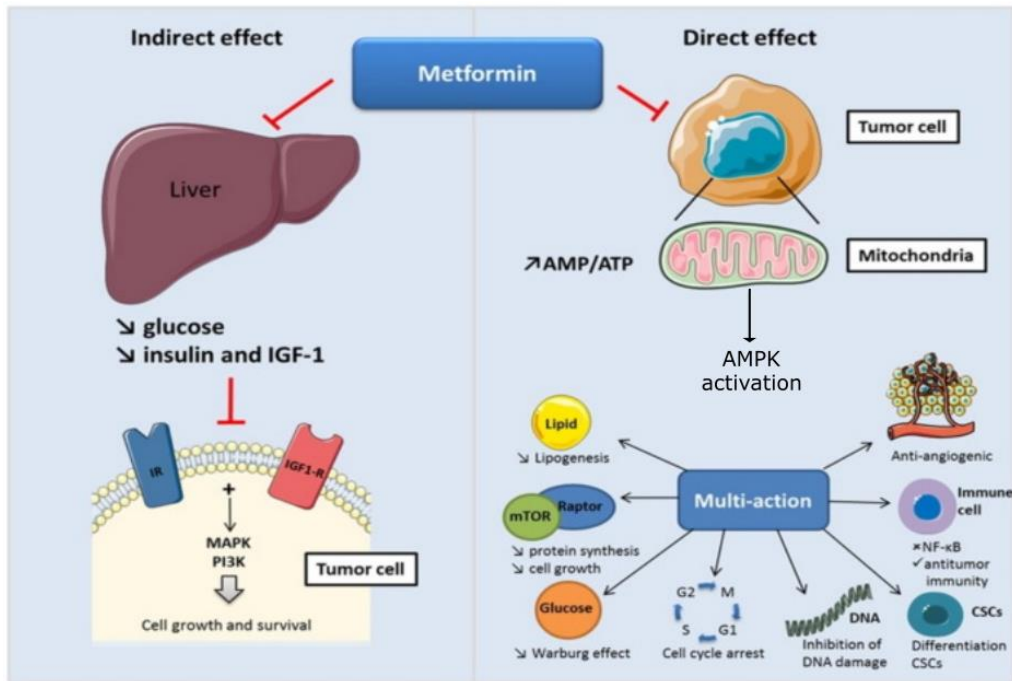 Indirect effect
Metformin
Direct effect
Liver
Tumor cell
Mitochondria
↗AMP/ATP
↘ glucose
↘ insulin and IGF-1
AMPK
activation
IR
IGF1-R
+
MAPK
PI3K
Tumor cell
Cell growth and survival
Lipid
↘ Lipogenesis
mTOR
Raptor
↘ protein synthesis
↘ cell growth
Glucose
↘ Warburg effect
Multi-action
G2
M
S
G1
Cell cycle arrest
DNA
Inhibition of
DNA damage
Anti-angiogenic
Immune
cell
×NF-κB
✓antitumor
immunity
CSCs
Differentiation
CSCs